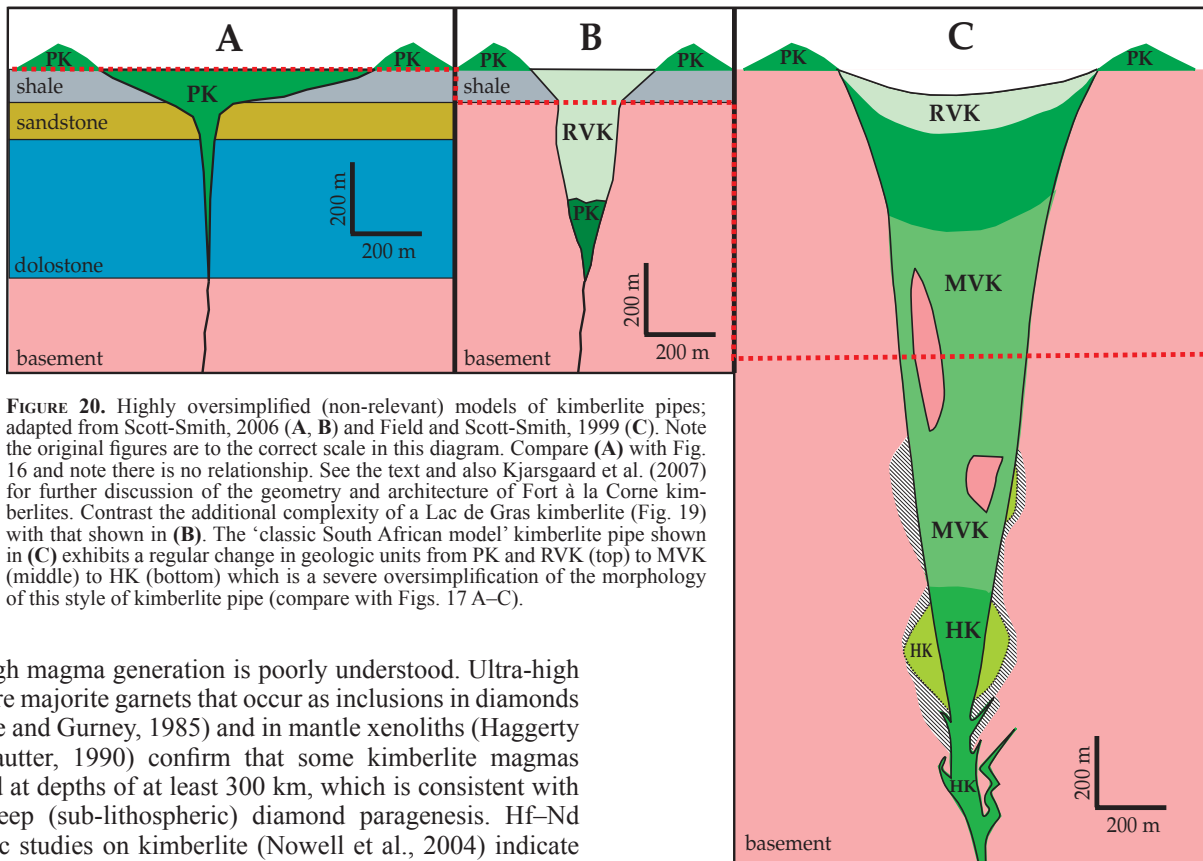 A
PK
PK
PK
shale
sandstone
dolostone
basement
200 m
200 m
B
PK
PK
shale
RVK
PK
basement
200 m
200 m
C
PK
PK
RVK
MVK
MVK
HK
HK
HK
basement
200 m
200 m
FIGURE 20. Highly oversimplified (non-relevant) models of kimberlite pipes;
adapted from Scott-Smith, 2006 (A, B) and Field and Scott-Smith, 1999 (C). Note
the original figures are to the correct scale in this diagram. Compare (A) with Fig.
16 and note there is no relationship. See the text and also Kjarsgaard et al. (2007)
for further discussion of the geometry and architecture of Fort à la Corne kim-
berlites. Contrast the additional complexity of a Lac de Gras kimberlite (Fig. 19)
with that shown in (B). The ‘classic South African model’ kimberlite pipe shown
in (C) exhibits a regular change in geologic units from PK and RVK (top) to MVK
(middle) to HK (bottom) which is a severe oversimplification of the morphology
of this style of kimberlite pipe (compare with Figs. 17 A–C).
gh magma generation is poorly understood. Ultra-high
re majorite garnets that occur as inclusions in diamonds
e and Gurney, 1985) and in mantle xenoliths (Haggerty
autter, 1990) confirm that some kimberlite magmas
d at depths of at least 300 km, which is consistent with
eep (sub-lithospheric) diamond paragenesis. Hf–Nd
c studies on kimberlite (Nowell et al., 2004) indicate